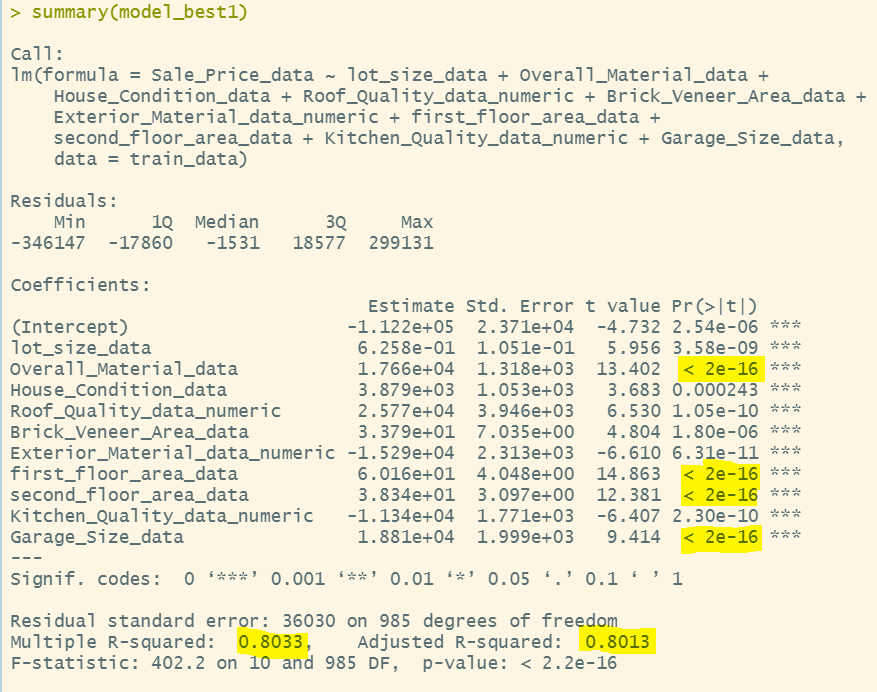 > summary(model_best1)
Call:
lm(formula = Sale_Price_data ~ lot_size_data + Overall_Material_data +
    House_Condition_data + Roof_Quality_data_numeric + Brick_Veneer_Area_data +
    Exterior_Material_data_numeric + first_floor_area_data +
    second_floor_area_data + Kitchen_Quality_data_numeric + Garage_Size_data,
    data = train_data)
Residuals:
    Min      1Q  Median      3Q     Max
-346147  -17860   -1531   18577  299131
Coefficients:
                                 Estimate Std. Error t value Pr(>|t|)
(Intercept)                    -1.122e+05  2.371e+04  -4.732 2.54e-06 ***
lot_size_data                   6.258e-01  1.051e-01   5.956 3.58e-09 ***
Overall_Material_data           1.766e+04  1.318e+03  13.402  < 2e-16 ***
House_Condition_data            3.879e+03  1.053e+03   3.683 0.000243 ***
Roof_Quality_data_numeric       2.577e+04  3.946e+03   6.530 1.05e-10 ***
Brick_Veneer_Area_data          3.379e+01  7.035e+00   4.804 1.80e-06 ***
Exterior_Material_data_numeric -1.529e+04  2.313e+03  -6.610 6.31e-11 ***
first_floor_area_data           6.016e+01  4.048e+00  14.863  < 2e-16 ***
second_floor_area_data          3.834e+01  3.097e+00  12.381  < 2e-16 ***
Kitchen_Quality_data_numeric   -1.134e+04  1.771e+03  -6.407 2.30e-10 ***
Garage_Size_data                1.881e+04  1.999e+03   9.414  < 2e-16 ***
---
Signif. codes:  0 ‘***’ 0.001 ‘**’ 0.01 ‘*’ 0.05 ‘.’ 0.1 ‘ ’ 1
Residual standard error: 36030 on 985 degrees of freedom
Multiple R-squared:  0.8033,    Adjusted R-squared:  0.8013
F-statistic: 402.2 on 10 and 985 DF,  p-value: < 2.2e-16